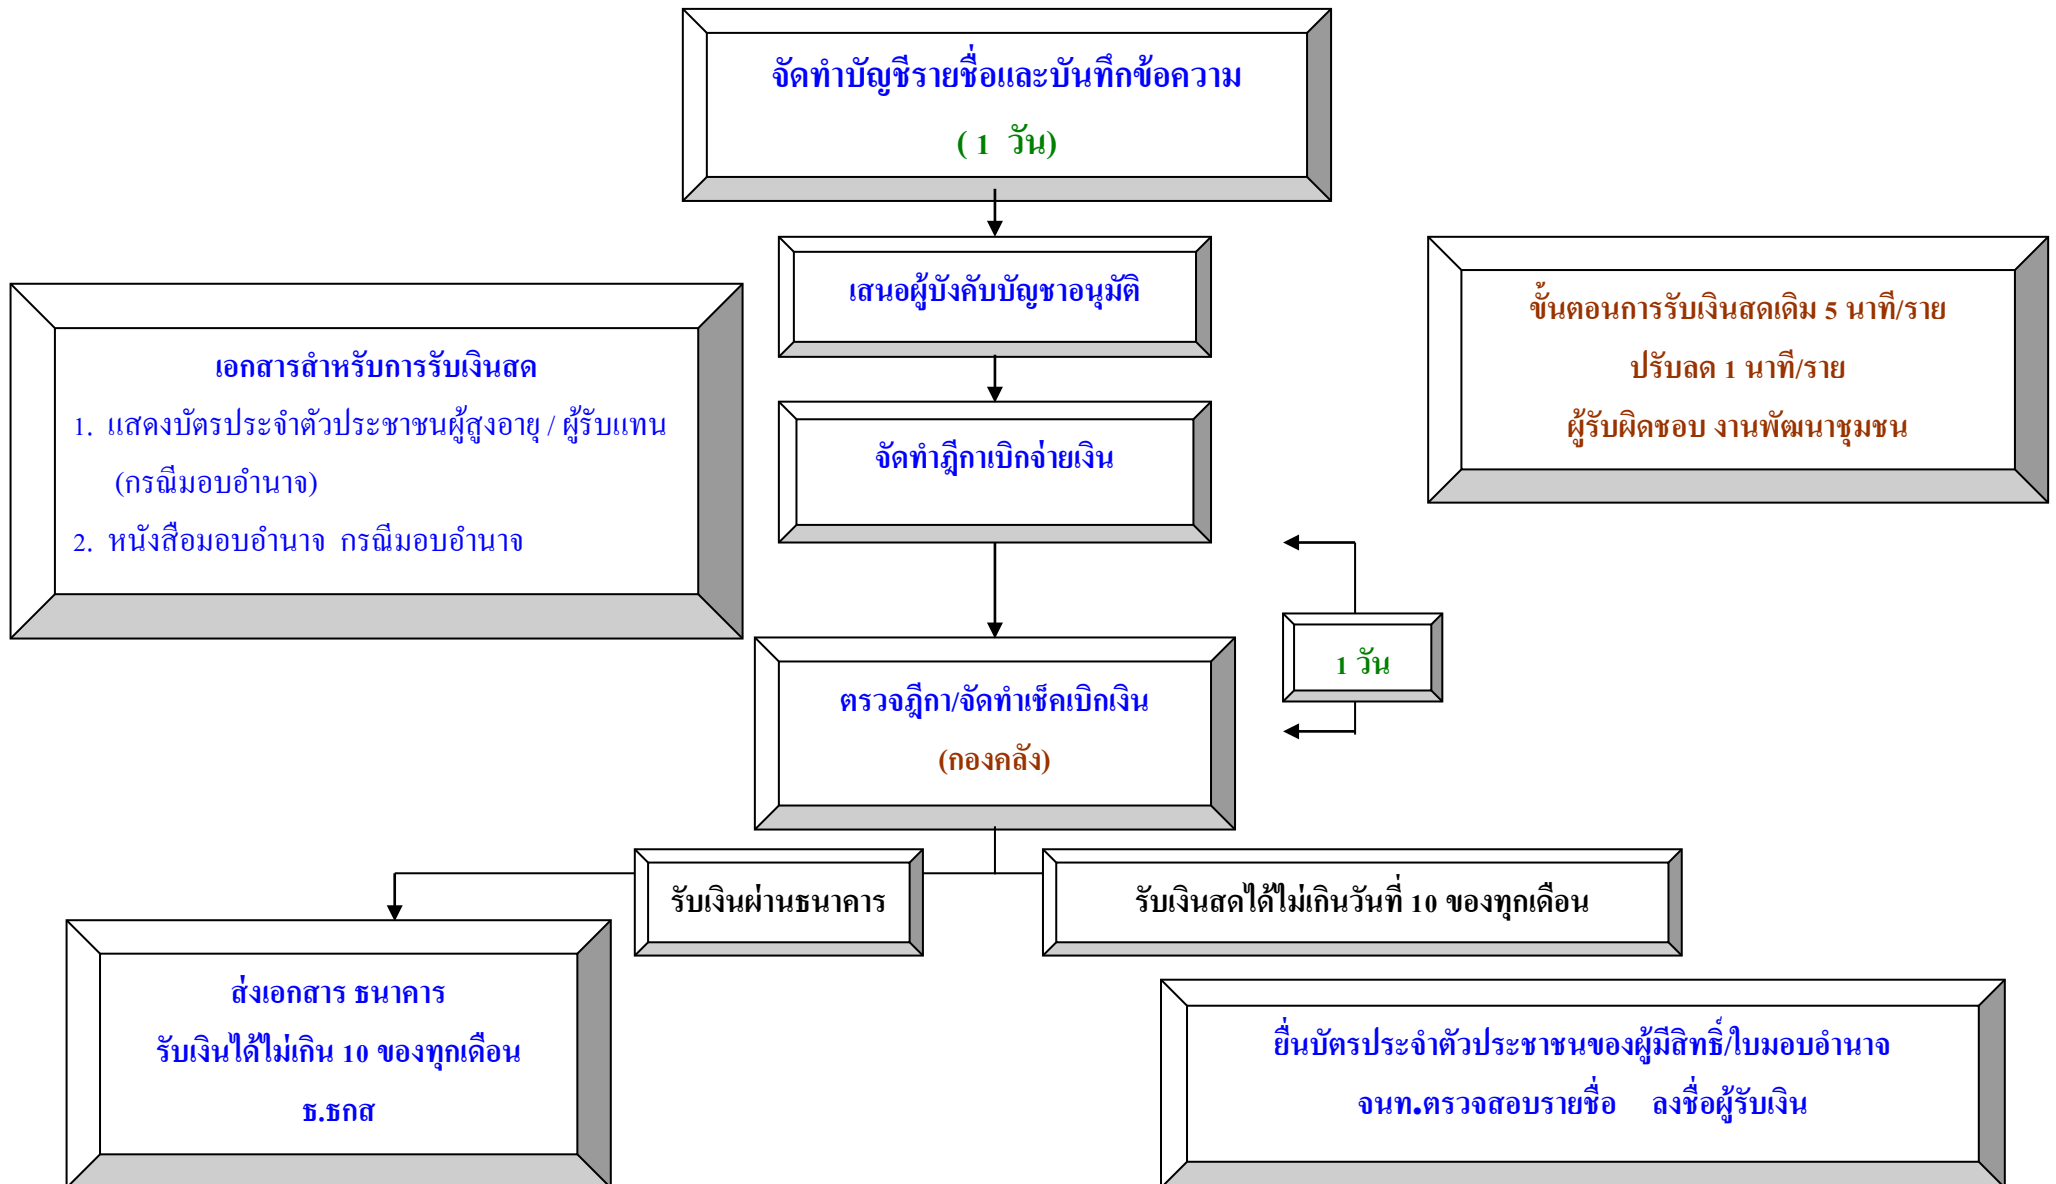 จัดทำบัญชีรายชื่อและบันทึกข้อความ
( 1 วัน)
เสนอผู้บังคับบัญชาอนุมัติ
ขั้นตอนการรับเงินสดเดิม 5 นาที/ราย
ปรับลด 1 นาที/ราย
ผู้รับผิดชอบ งานพัฒนาชุมชน
เอกสารสำหรับการรับเงินสด
1. แสดงบัตรประจำตัวประชาชนผู้สูงอายุ / ผู้รับแทน
(กรณีมอบอำนาจ)
2. หนังสือมอบอำนาจ กรณีมอบอำนาจ
จัดทำฎีกาเบิกจ่ายเงิน
1 วัน
ตรวจฎีกา/จัดทำเช็คเบิกเงิน
(กองคลัง)
รับเงินผ่านธนาคาร
รับเงินสดได้ไม่เกินวันที่ 10 ของทุกเดือน
ส่งเอกสาร ธนาคาร
รับเงินได้ไม่เกิน 10 ของทุกเดือน
ธ.ธกส
ยื่นบัตรประจำตัวประชาชนของผู้มีสิทธิ์/ใบมอบอำนาจ
จนท.ตรวจสอบรายชื่อ ลงชื่อผู้รับเงิน